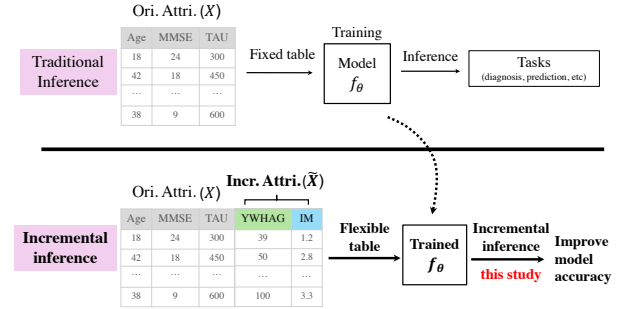 Ori. Attri. (X)
Age MMSE TAU
18 24 300
42 18 450
... ... ...
38 9 600
Traditional
Inference
Fixed table
Training
Model
fθ
Inference
Tasks
(diagnosis, prediction, etc)
Ori. Attri. (X)
Incr. Attri.(X̃)
Age MMSE TAU YWHAG IM
18 24 300 39 1.2
42 18 450 50 2.8
... ... ... ... ...
38 9 600 100 3.3
Incremental
inference
Flexible
table
Trained
fθ
Incremental
inference
this study
Improve
model
accuracy